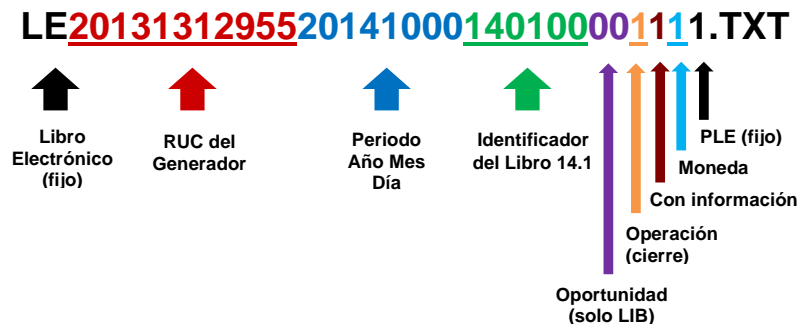 LE2013131295520141000140100001111.TXT
Libro
Electrónico
(fijo)
RUC del
Generador
Periodo
Año Mes
Día
Identificador
del Libro 14.1
PLE (fijo)
Moneda
Con información
Operación
(cierre)
Oportunidad
(solo LIB)